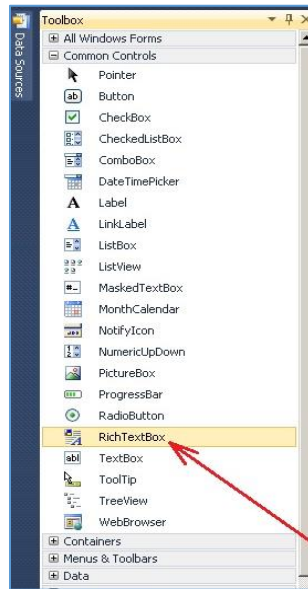 Data Sources
Toolbox
All Windows Forms
Common Controls
Pointer
Button
CheckBox
CheckedListBox
ComboBox
DateTimePicker
Label
LinkLabel
ListBox
ListView
MaskedTextBox
MonthCalendar
NotifyIcon
NumericUpDown
PictureBox
ProgressBar
RadioButton
RichTextBox
TextBox
ToolTip
TreeView
WebBrowser
Containers
Menus & Toolbars
Data